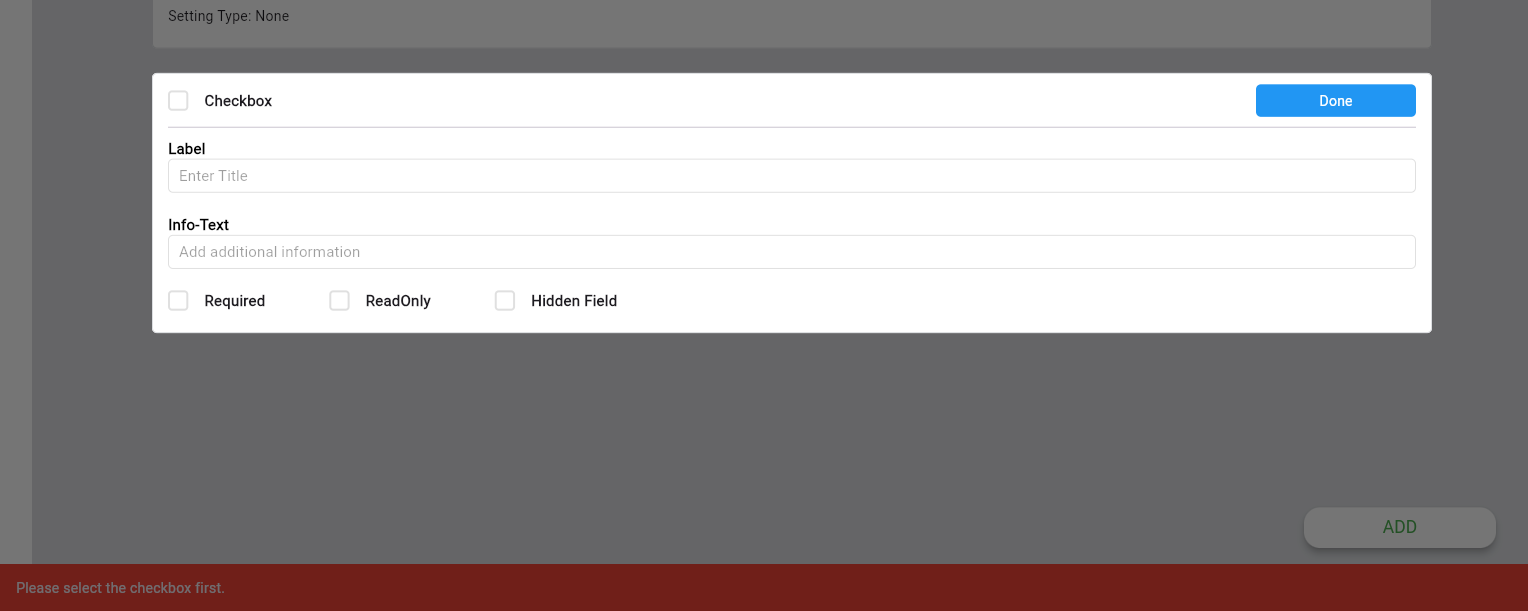 Setting Type: None
Checkbox
Done
Label
Enter Title
Info-Text
Add additional information
Required ReadOnly Hidden Field
ADD
Please select the checkbox first.